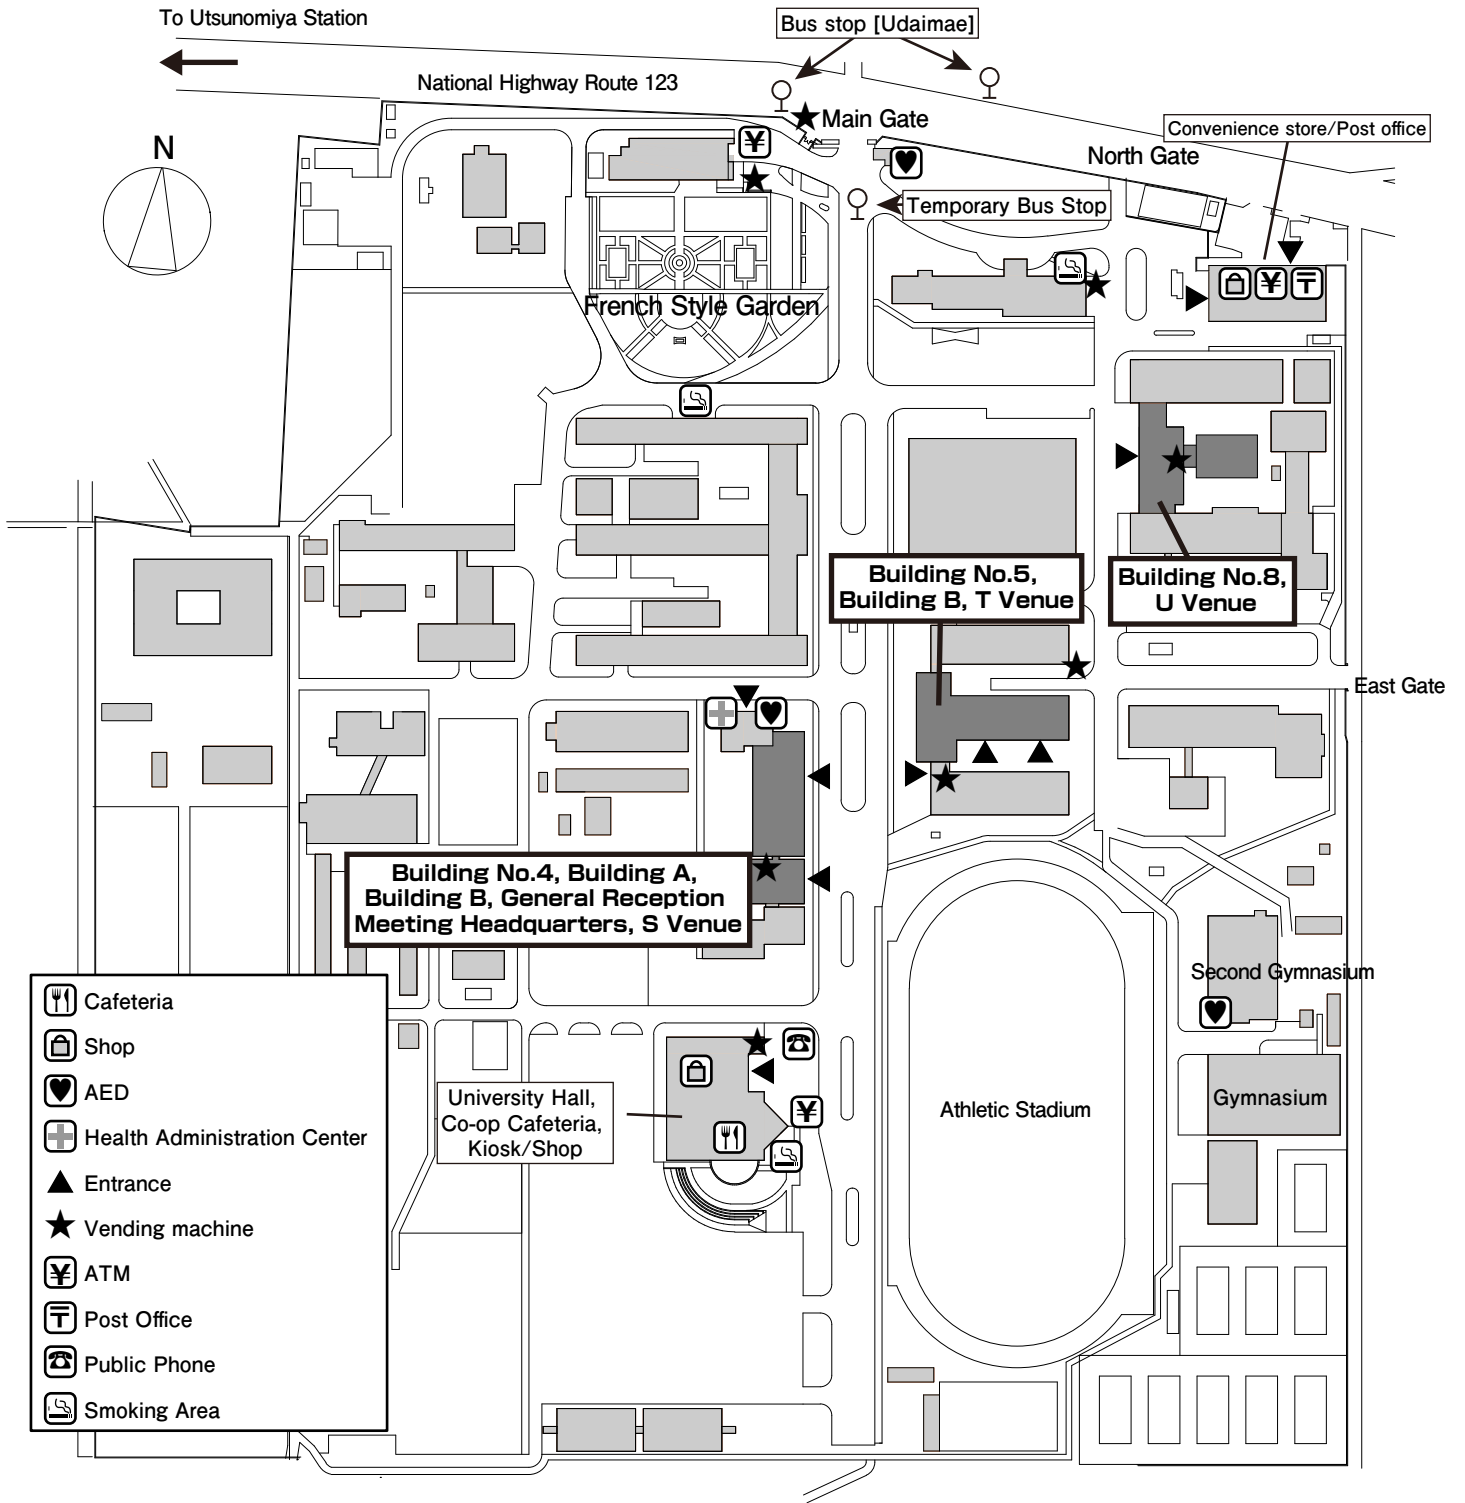 To Utsunomiya Station
Bus stop [Udaimae]
National Highway Route 123
Main Gate
Convenience store/Post office
North Gate
N
Temporary Bus Stop
French Style Garden
Building No.5,
Building B, T Venue
Building No.8,
U Venue
East Gate
Building No.4, Building A,
Building B, General Reception
Meeting Headquarters, S Venue
Second Gymnasium
University Hall,
Co-op Cafeteria,
Kiosk/Shop
Athletic Stadium
Gymnasium
Cafeteria
Shop
AED
Health Administration Center
Entrance
Vending machine
ATM
Post Office
Public Phone
Smoking Area